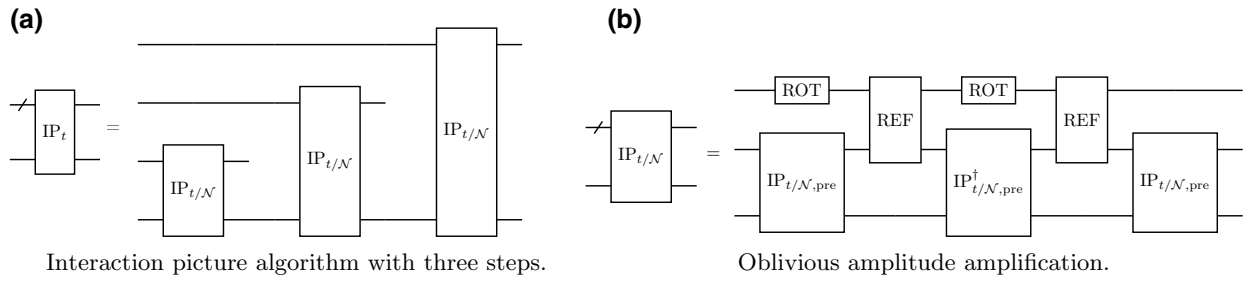 (a)
IP_t
=
IP_{t/𝒩}
IP_{t/𝒩}
IP_{t/𝒩}
Interaction picture algorithm with three steps.
(b)
IP_{t/𝒩}
=
ROT
REF
ROT
REF
IP_{t/𝒩,pre}
IP†_{t/𝒩,pre}
IP_{t/𝒩,pre}
Oblivious amplitude amplification.